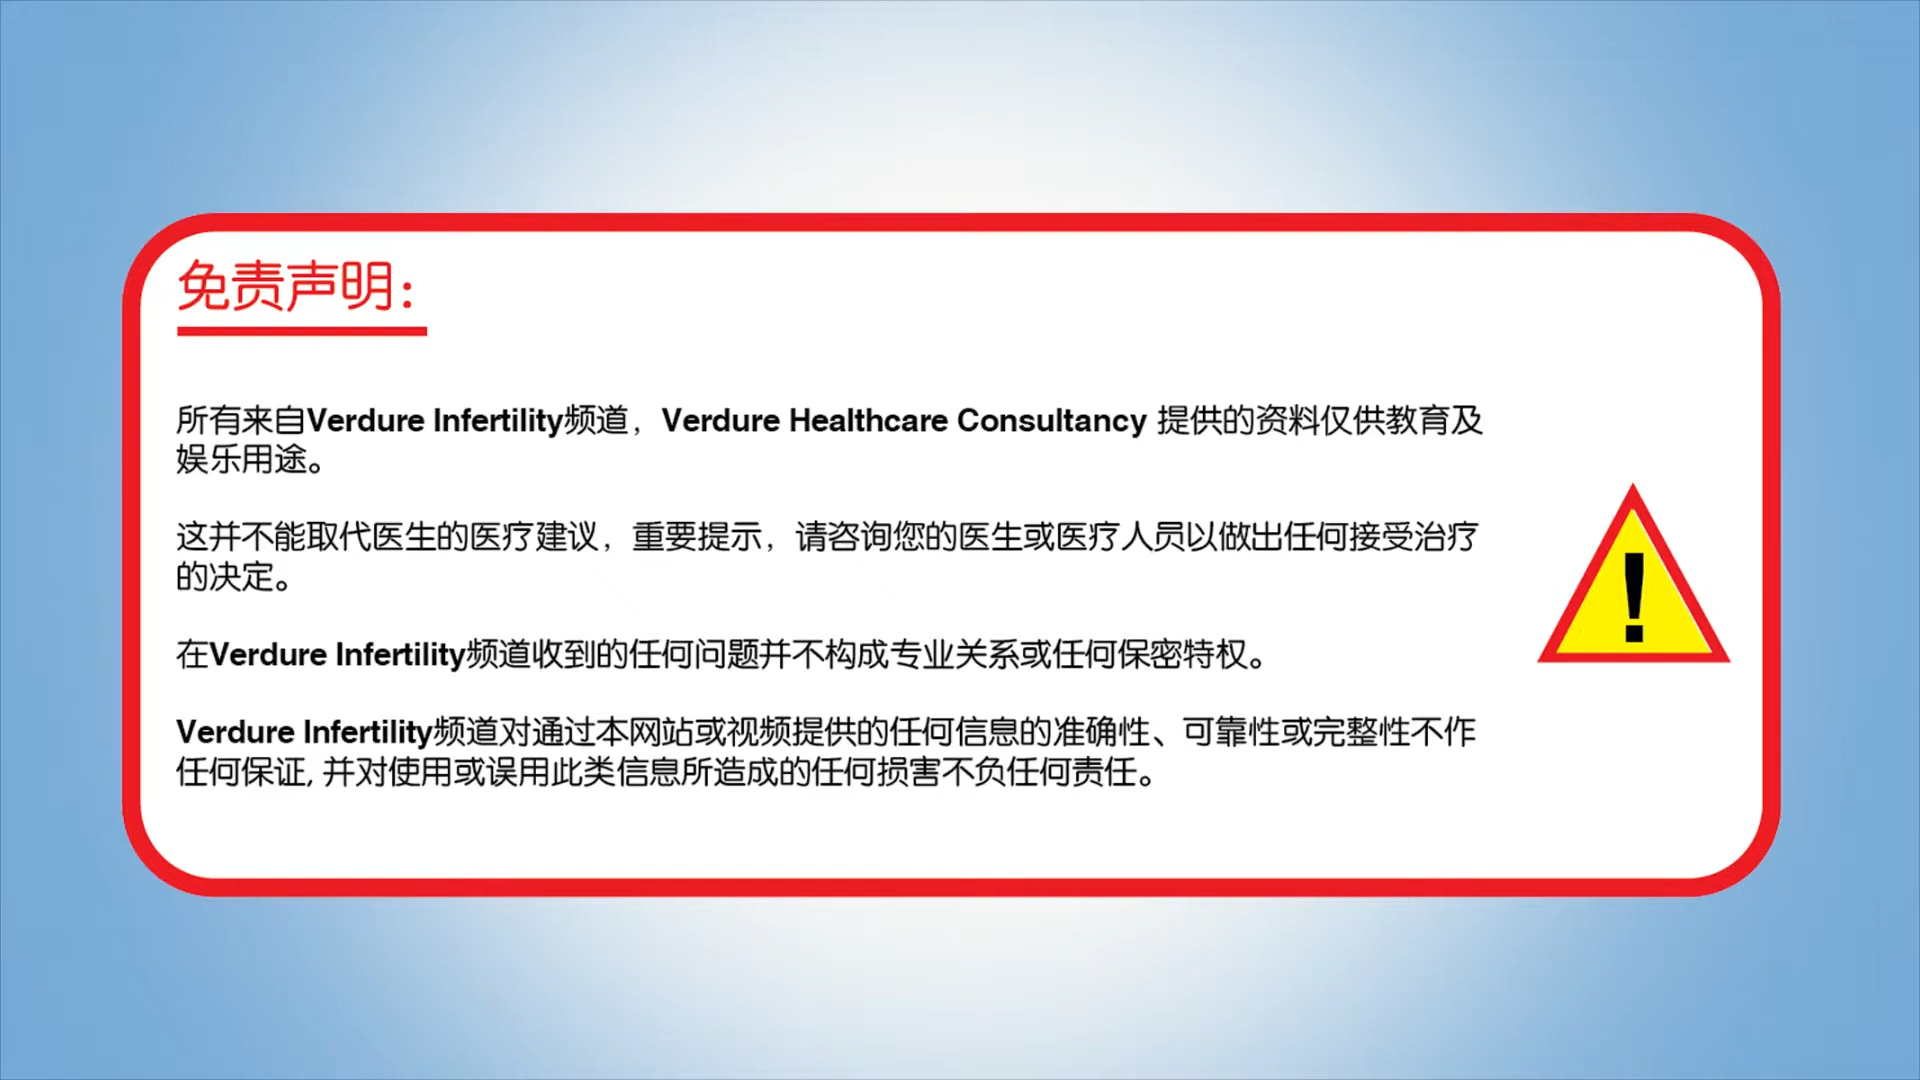 免责声明：
所有来自Verdure Infertility频道，Verdure Healthcare Consultancy 提供的资料仅供教育及
娱乐用途。
这并不能取代医生的医疗建议，重要提示，请咨询您的医生或医疗人员以做出任何接受治疗
的决定。
在Verdure Infertility频道收到的任何问题并不构成专业关系或任何保密特权。
Verdure Infertility频道对通过本网站或视频提供的任何信息的准确性、可靠性或完整性不作
任何保证, 并对使用或误用此类信息所造成的任何损害不负任何责任。
!